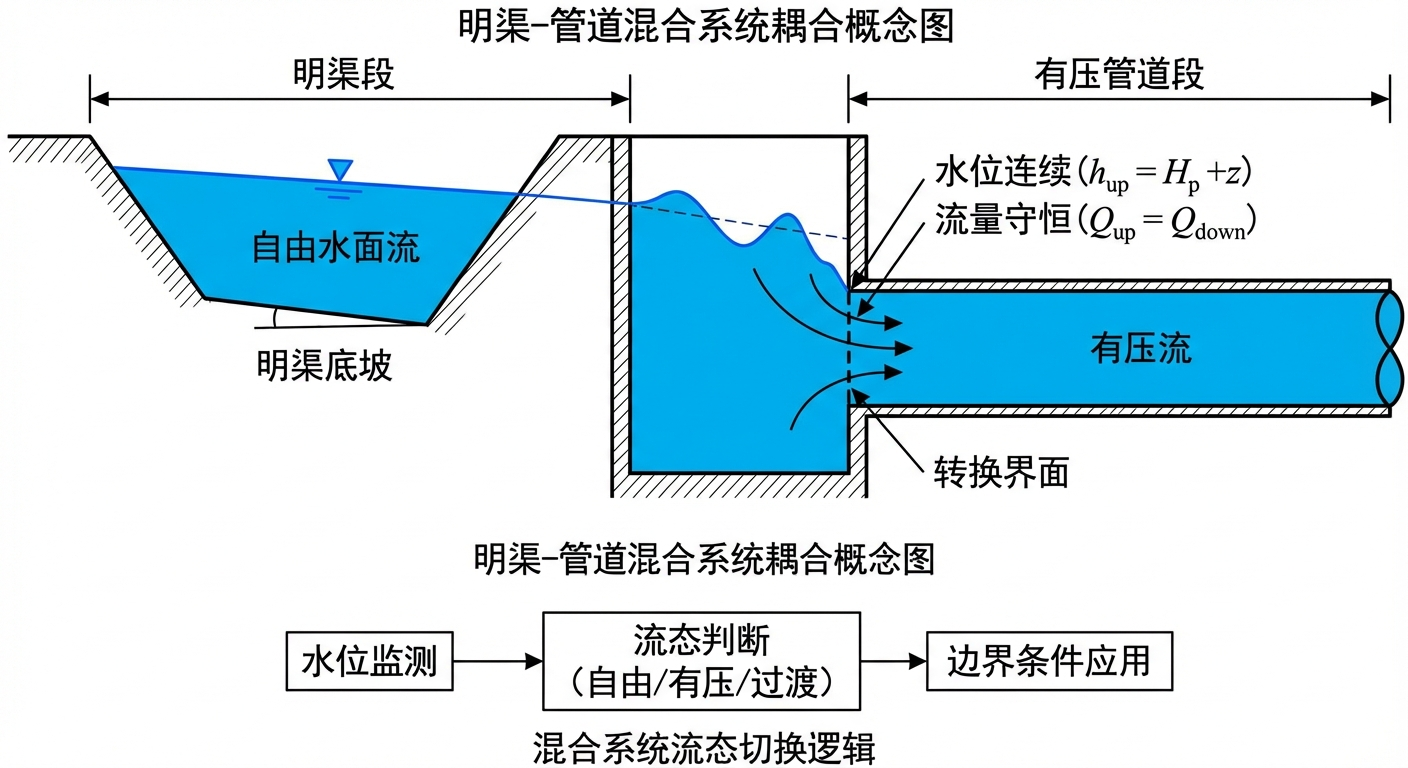 明渠-管道混合系统耦合概念图
明渠段
有压管道段
水位连续(hup = Hp +z)
流量守恒(Qup = Qdown)
自由水面流
有压流
明渠底坡
转换界面
明渠-管道混合系统耦合概念图
水位监测
流态判断
（自由/有压/过渡）
边界条件应用
混合系统流态切换逻辑